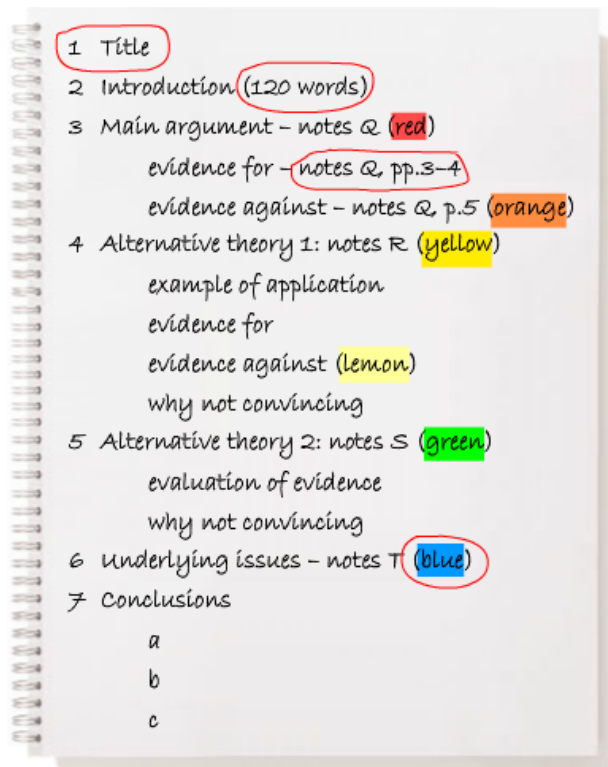 1 Title
2 Introduction (120 words)
3 Main argument – notes Q (red)
evidence for – notes Q, pp.3–4
evidence against – notes Q, p.5 (orange)
4 Alternative theory 1: notes R (yellow)
example of application
evidence for
evidence against (lemon)
why not convincing
5 Alternative theory 2: notes S (green)
evaluation of evidence
why not convincing
6 Underlying issues – notes T (blue)
7 Conclusions
a
b
c